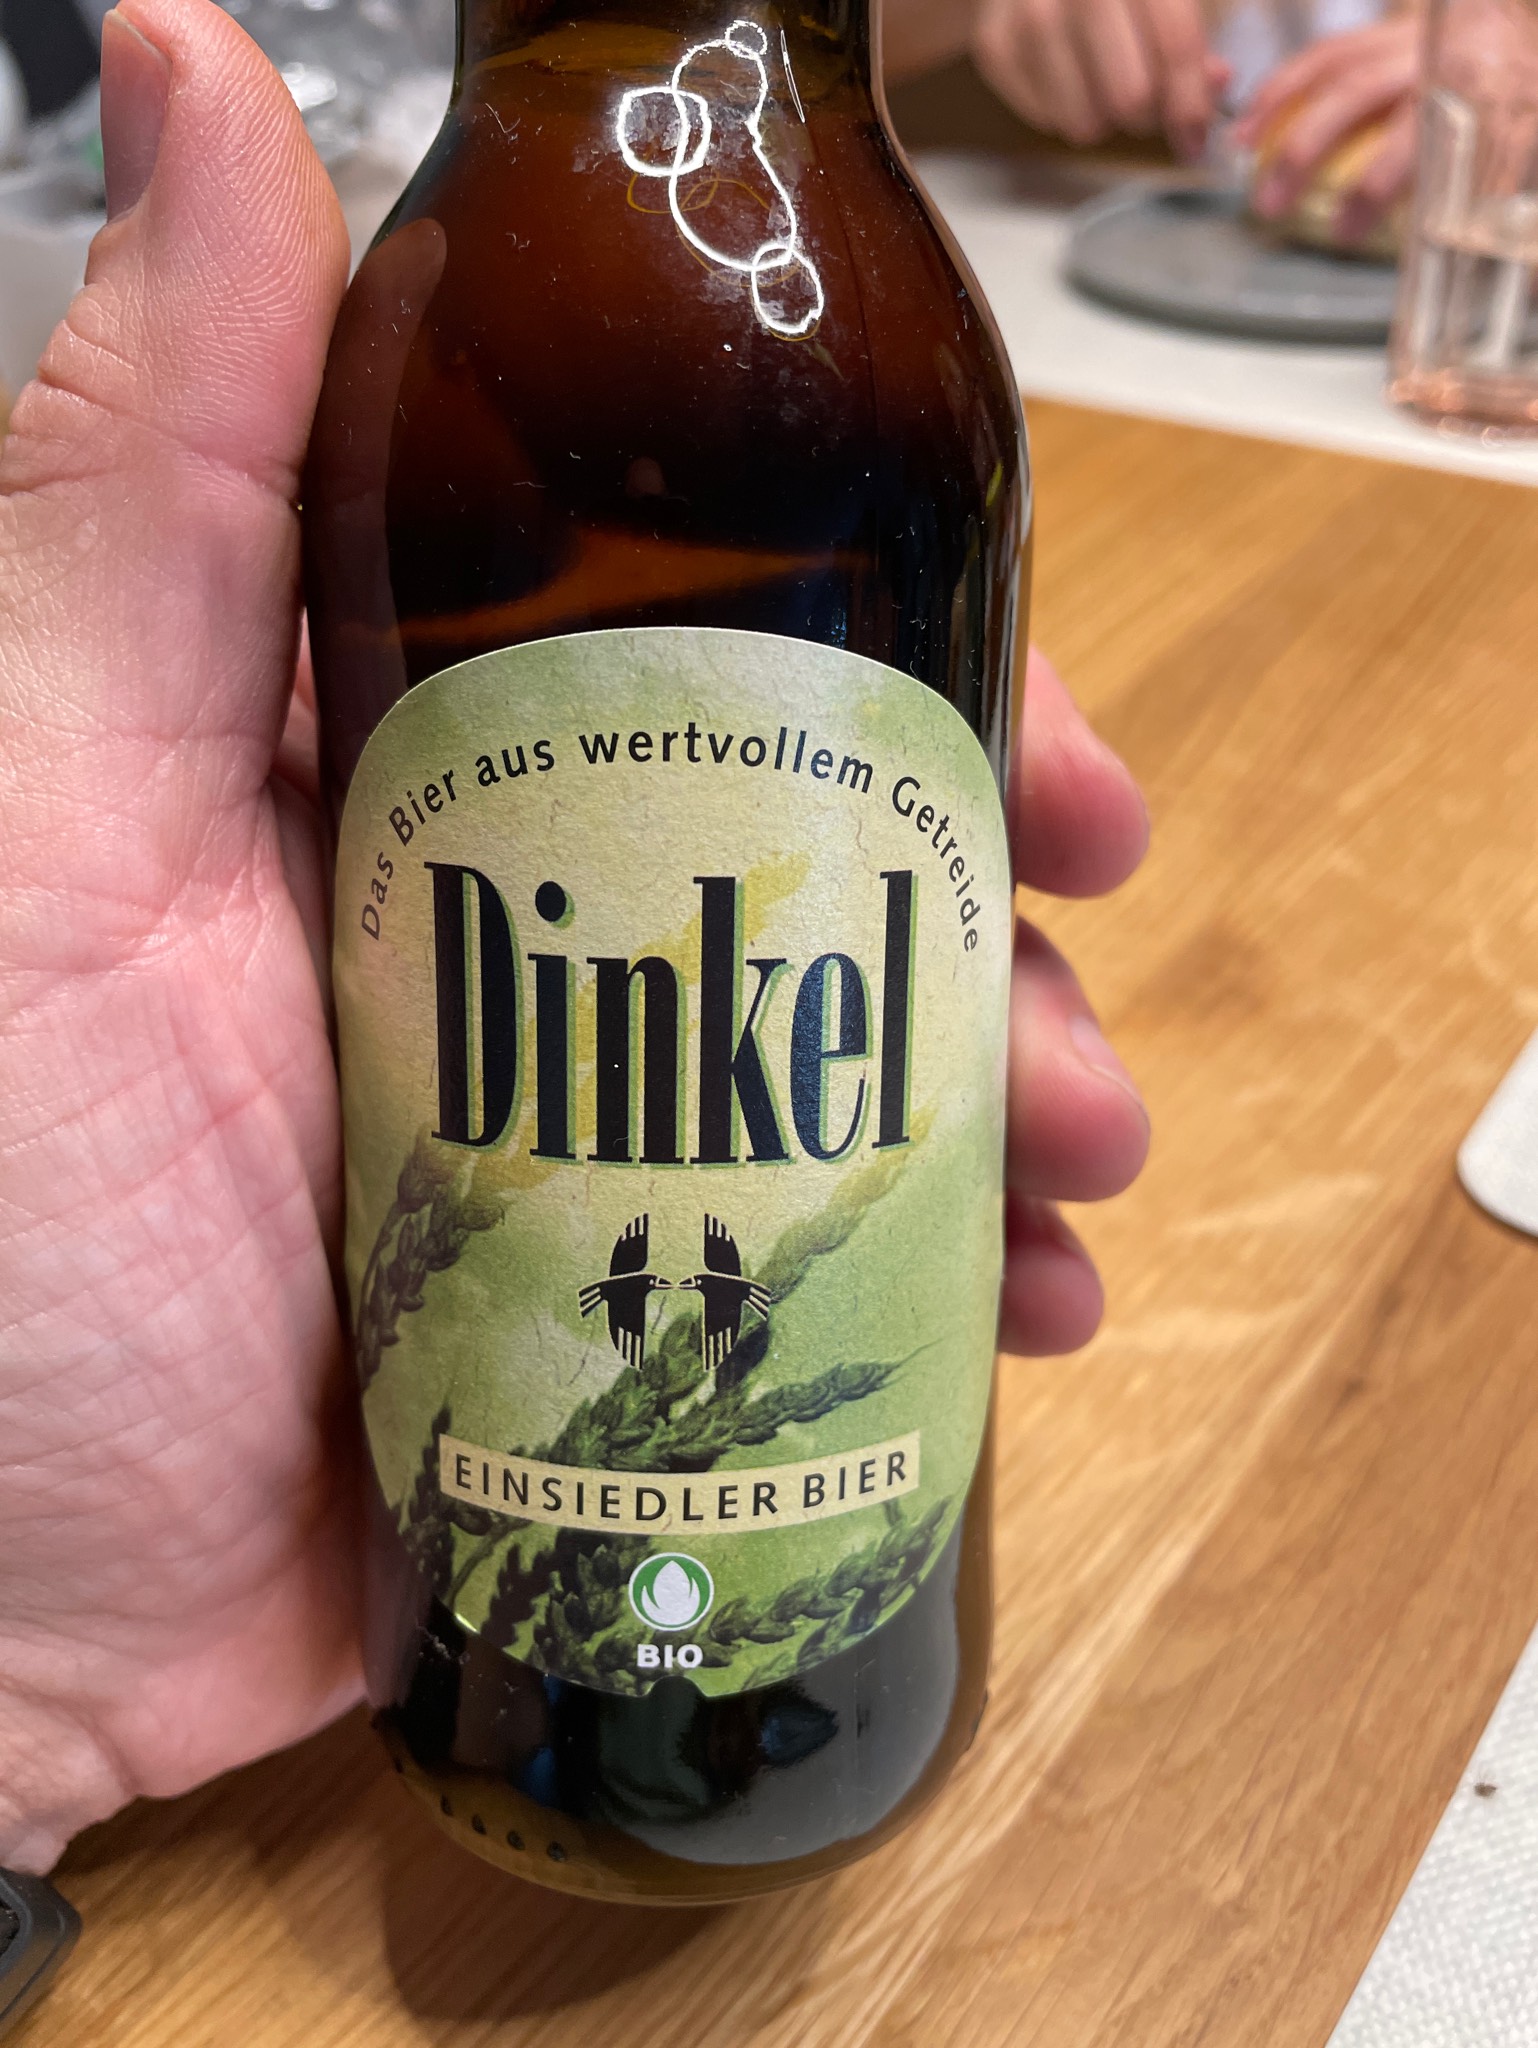 Das Bier aus wertvollem Getreide
Dinkel
EINSIEDLER BIER
BIO